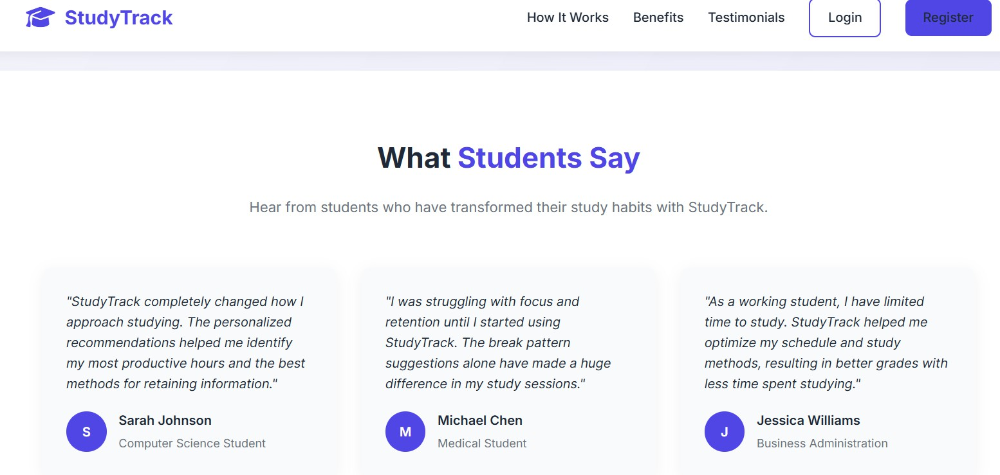 StudyTrack
How It Works
Benefits
Testimonials
Login
Register
What Students Say
Hear from students who have transformed their study habits with StudyTrack.
"StudyTrack completely changed how I
approach studying. The personalized
recommendations helped me identify
my most productive hours and the best
methods for retaining information."
S
Sarah Johnson
Computer Science Student
"I was struggling with focus and
retention until I started using
StudyTrack. The break pattern
suggestions alone have made a huge
difference in my study sessions."
M
Michael Chen
Medical Student
"As a working student, I have limited
time to study. StudyTrack helped me
optimize my schedule and study
methods, resulting in better grades with
less time spent studying."
J
Jessica Williams
Business Administration